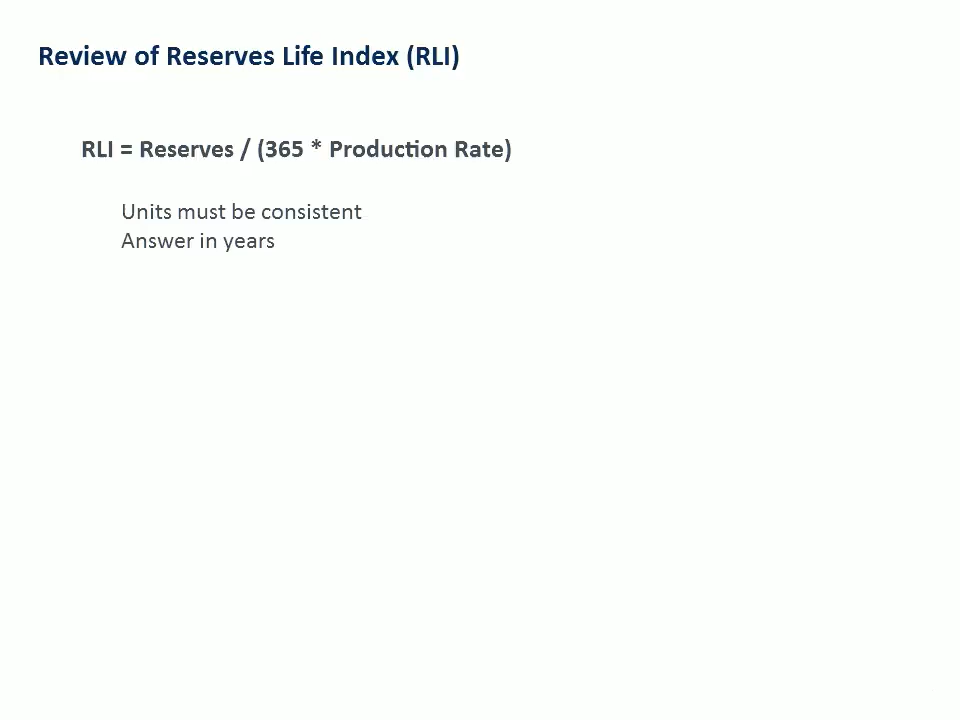 Review of Reserves Life Index (RLI)
RLI = Reserves / (365 * Production Rate)
Units must be consistent
Answer in years